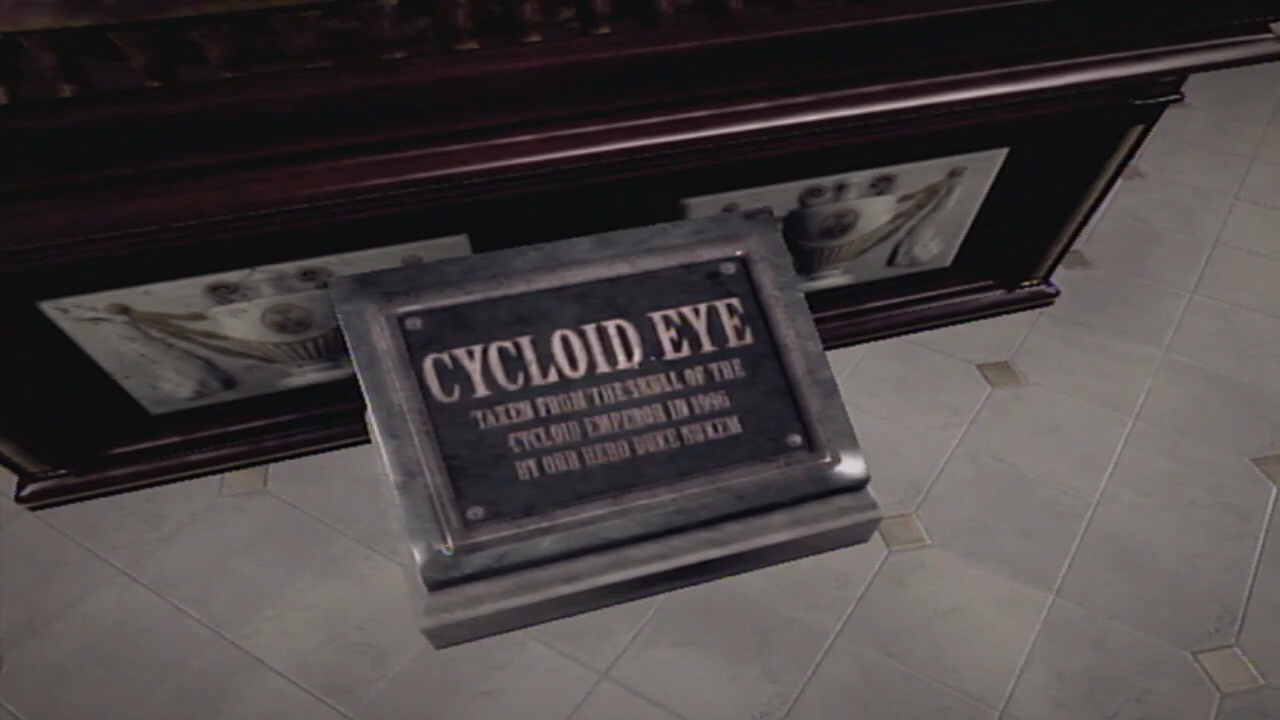 CYCLOID EYE
TAKEN FROM THE SKULL OF THE
CYCLOID EMPEROR IN 1996
BY OUR HERO DUKE NUKEM